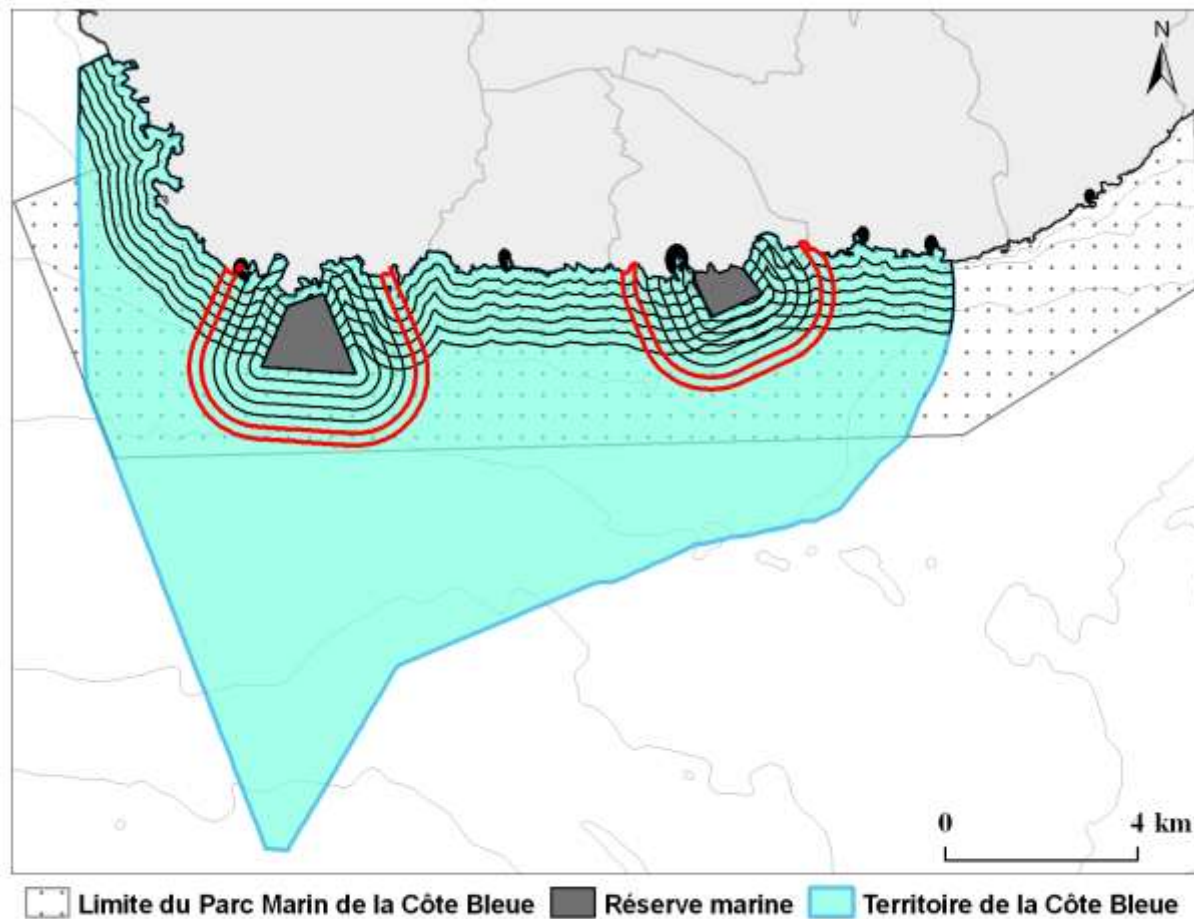 N
0 4 km
Limite du Parc Marin de la Côte Bleue Réserve marine Territoire de la Côte Bleue